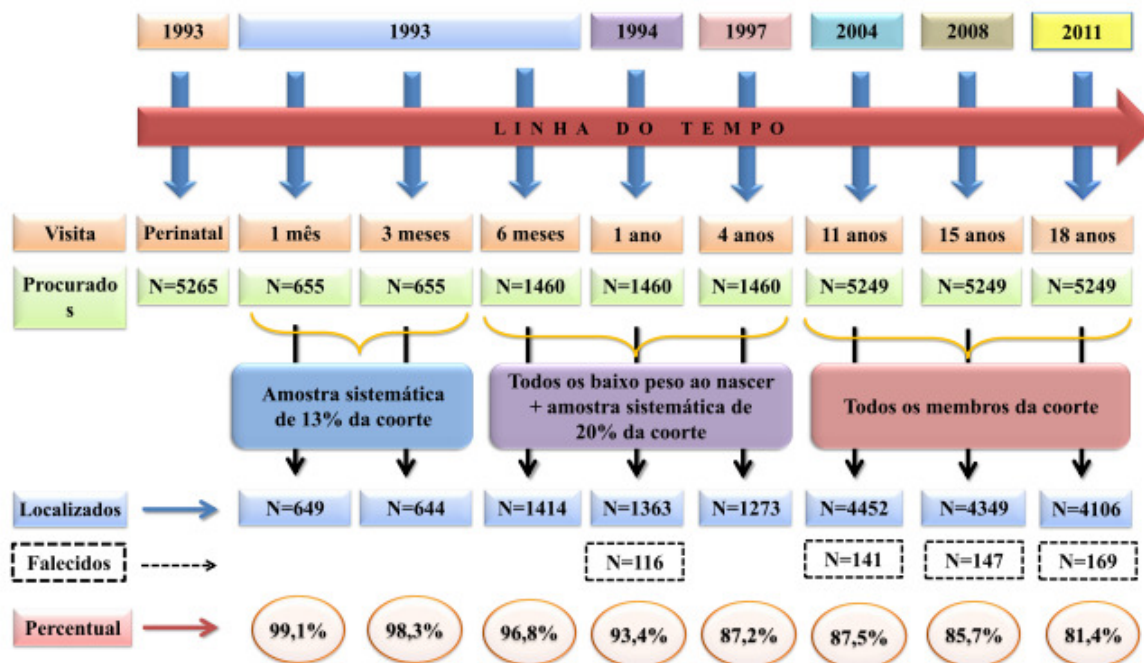 1993 1993 1994 1997 2004 2008 2011
LINHA DO TEMPO
Visita Perinatal 1 mês 3 meses 6 meses 1 ano 4 anos 11 anos 15 anos 18 anos
Procurado
s
N=5265 N=655 N=655 N=1460 N=1460 N=1460 N=5249 N=5249 N=5249
Amostra sistemática
de 13% da coorte
Todos os baixo peso ao nascer
+ amostra sistemática de
20% da coorte
Todos os membros da coorte
Localizados N=649 N=644 N=1414 N=1363 N=1273 N=4452 N=4349 N=4106
Falecidos N=116 N=141 N=147 N=169
Percentual 99,1% 98,3% 96,8% 93,4% 87,2% 87,5% 85,7% 81,4%